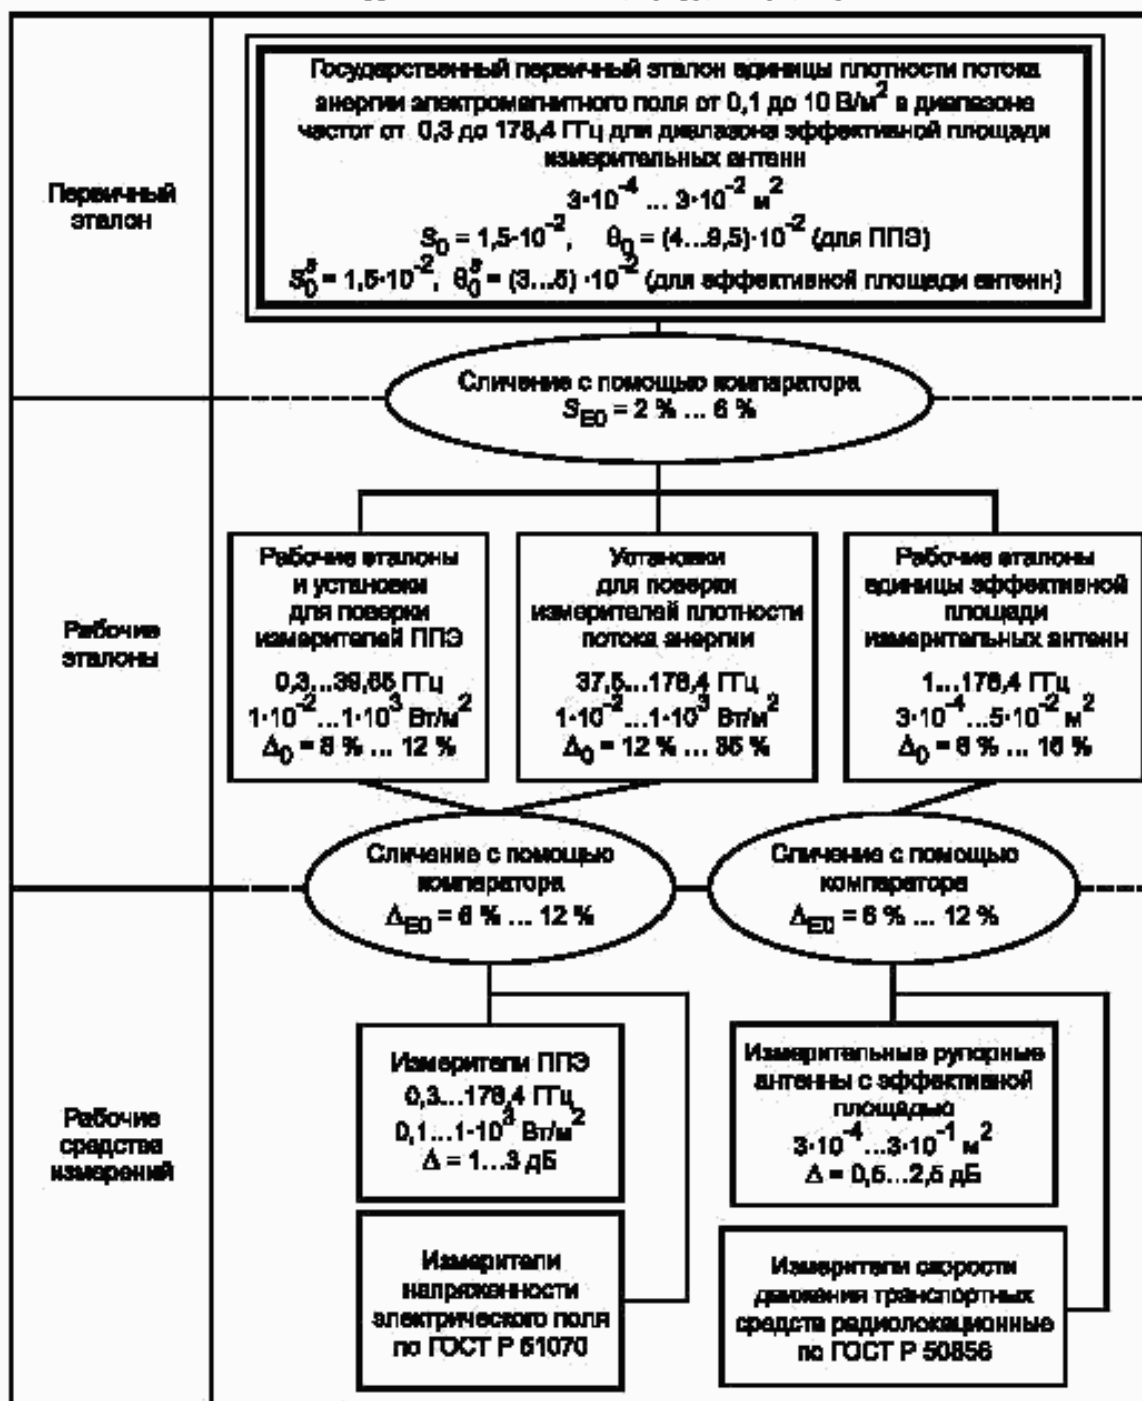 Первичный
эталон
Государственный первичный эталон единицы плотности потока
энергии электромагнитного поля от 0,1 до 10 В/м² в диапазоне
частот от 0,3 до 178,4 ГГц для диапазона эффективной площади
измерительных антенн
3·10⁻⁴ ... 3·10⁻² м²
S₀ = 1,5·10⁻², θ₀ = (4...9,5)·10⁻² (для ППЭ)
S₀ᵉ = 1,5·10⁻², θ₀ᵉ = (3...5) ·10⁻² (для эффективной площади антенн)
Сличение с помощью компаратора
S_E0 = 2 % ... 6 %
Рабочие
эталоны
Рабочие эталоны
и установки
для поверки
измерителей ППЭ
0,3...39,65 ГГц
1·10⁻²...1·10³ Вт/м²
Δ₀ = 8 % ... 12 %
Установки
для поверки
измерителей плотности
потока энергии
37,5...178,4 ГГц
1·10⁻²...1·10³ Вт/м²
Δ₀ = 12 % ... 35 %
Рабочие эталоны
единицы эффективной
площади
измерительных антенн
1...178,4 ГГц
3·10⁻⁴...5·10⁻² м²
Δ₀ = 8 % ... 16 %
Сличение с помощью
компаратора
Δ_E0 = 6 % ... 12 %
Сличение с помощью
компаратора
Δ_E0 = 6 % ... 12 %
Рабочие
средства
измерений
Измерители ППЭ
0,3...178,4 ГГц
0,1...1·10³ Вт/м²
Δ = 1...3 дБ
Измерительные рупорные
антенны с эффективной
площадью
3·10⁻⁴...3·10⁻¹ м²
Δ = 0,5...2,5 дБ
Измерители
напряженности
электрического поля
по ГОСТ Р 51070
Измерители скорости
движения транспортных
средств радиолокационные
по ГОСТ Р 50856